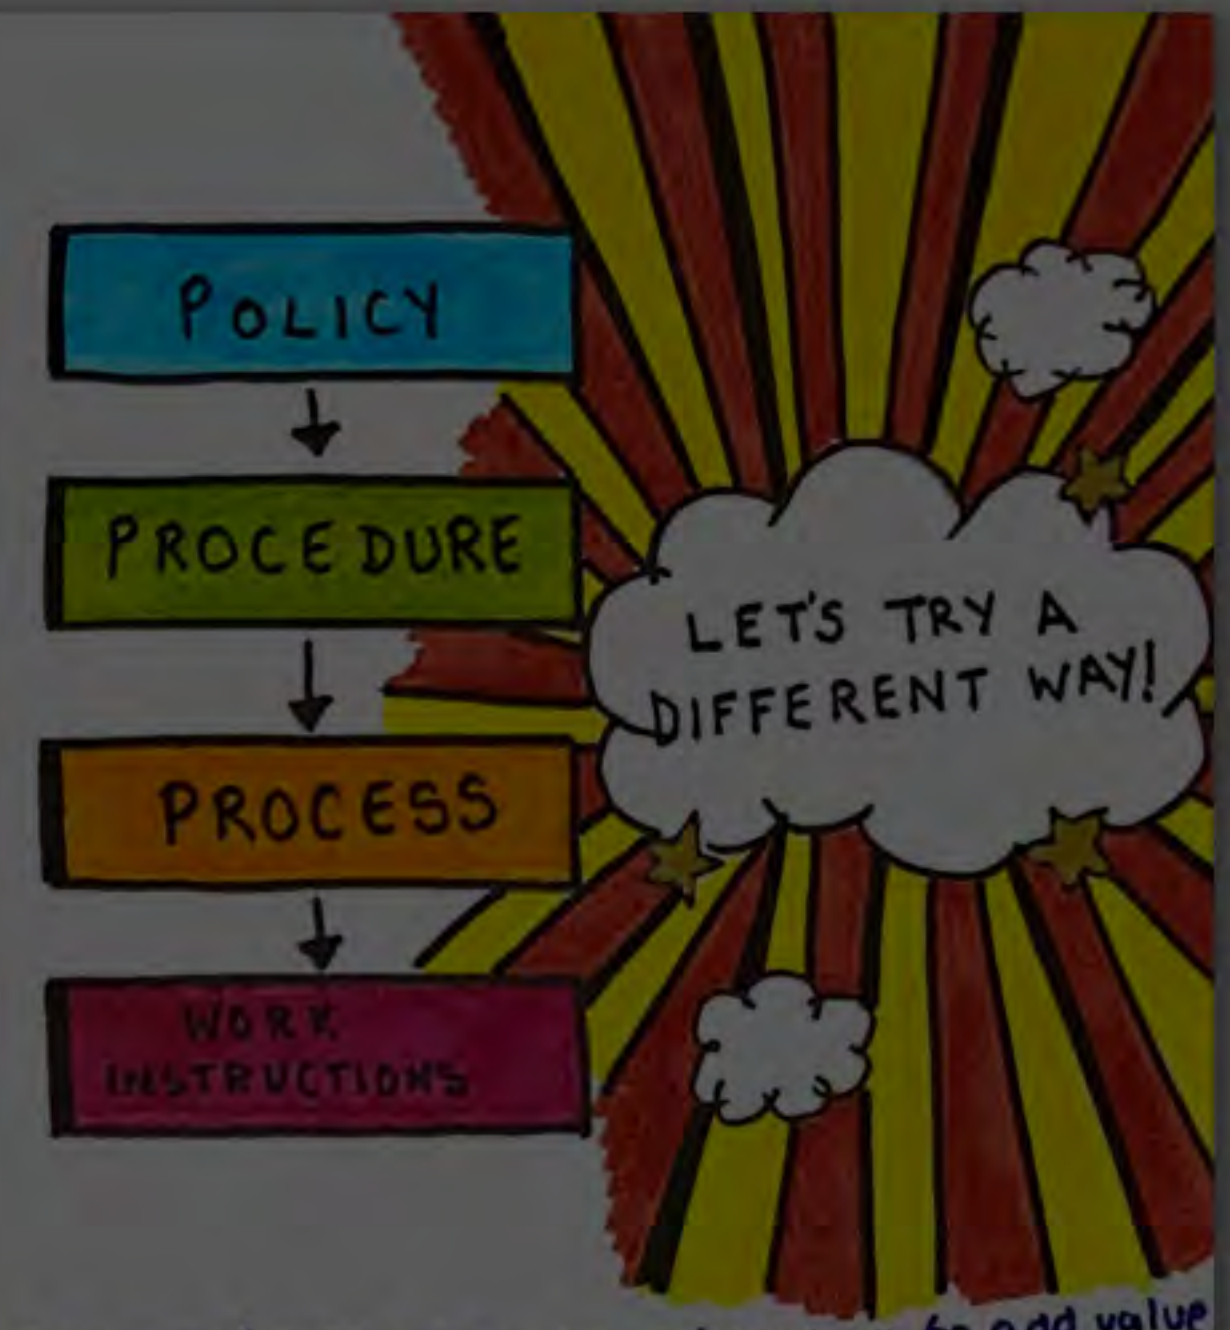 POLICY
PROCEDURE
PROCESS
WORK
INSTRUCTIONS
LET'S TRY A
DIFFERENT WAY!
to add value